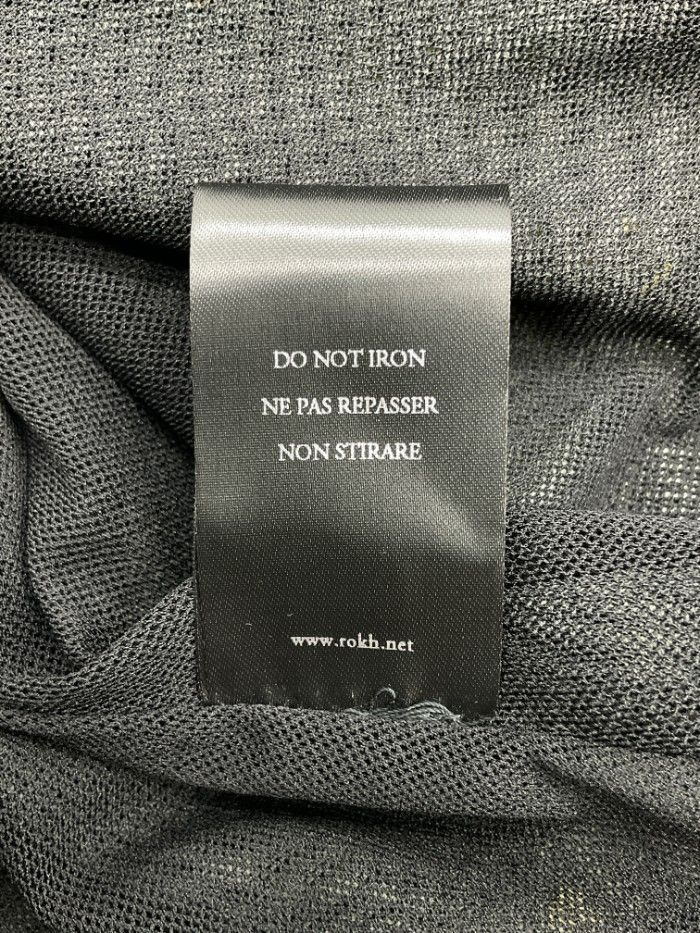 DO NOT IRON
NE PAS REPASSER
NON STIRARE
www.rokh.net